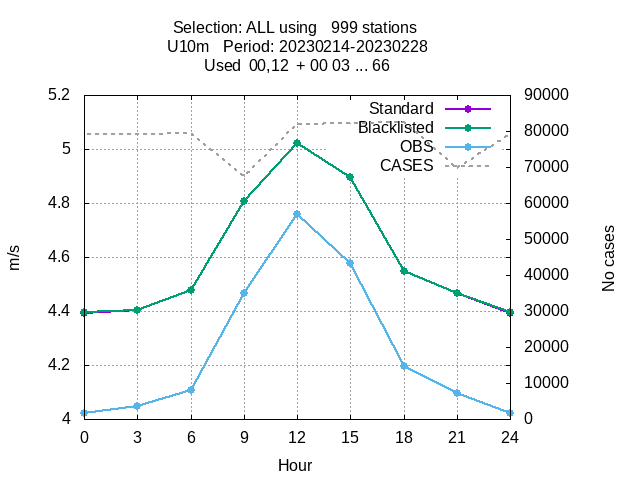 Selection: ALL using   999 stations
U10m   Period: 20230214-20230228
Used  00,12  + 00 03 ... 66
5.2
5
4.8
4.6
4.4
4.2
4
m/s
Standard
Blacklisted
OBS
CASES
90000
80000
70000
60000
50000
40000
30000
20000
10000
0
No cases
0 3 6 9 12 15 18 21 24
Hour